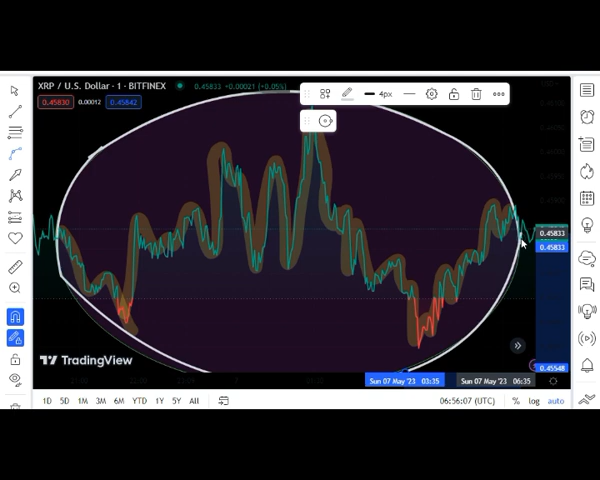 XRP / U.S. Dollar · 1 · BITFINEX 0.45833 +0.00021 (+0.05%)
0.45830 0.00012 0.45842
4px
0.45833
0.45833
TradingView
0.45548
Sun 07 May '23 03:35 Sun 07 May '23 06:35
1D 5D 1M 3M 6M YTD 1Y 5Y All 06:56:07 (UTC) % log auto